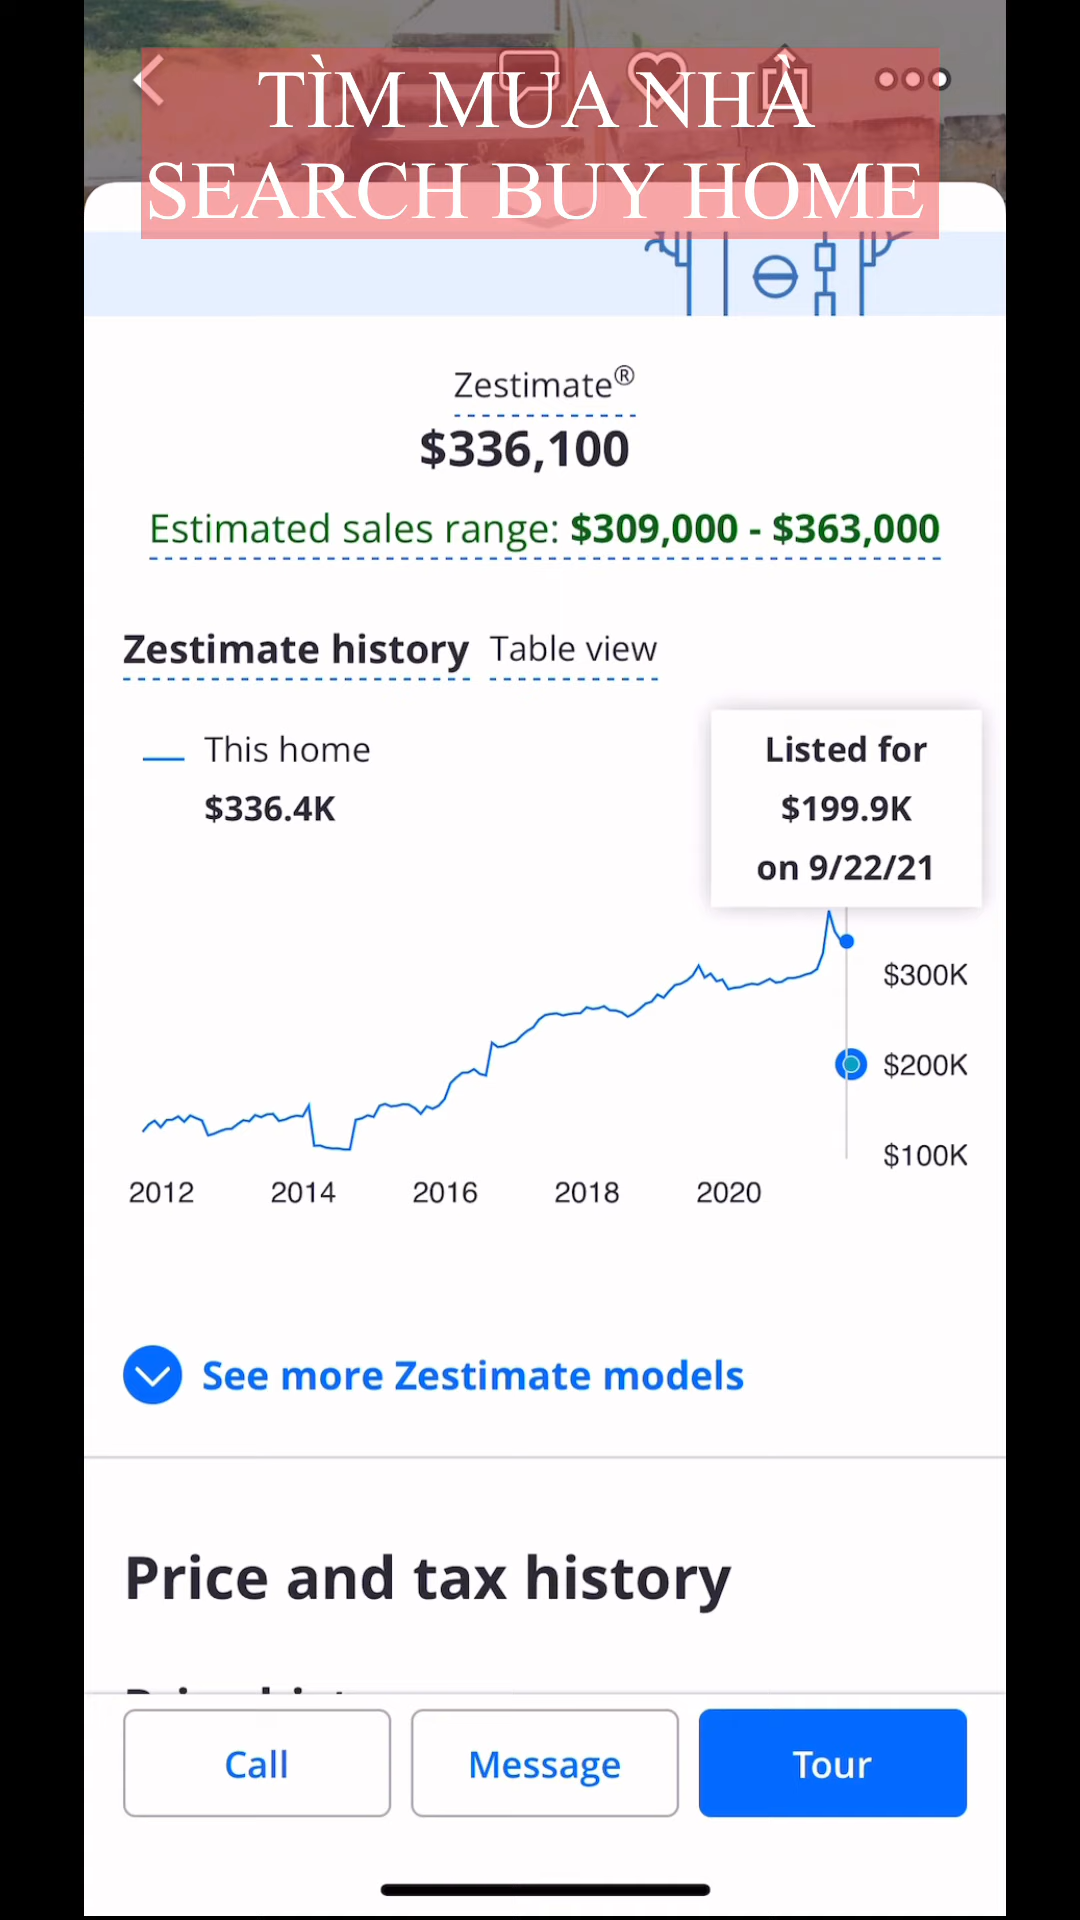 TÌM MUA NHÀ
SEARCH BUY HOME
Zestimate®
$336,100
Estimated sales range: $309,000 - $363,000
Zestimate history Table view
This home
$336.4K
Listed for
$199.9K
on 9/22/21
$300K
$200K
$100K
2012 2014 2016 2018 2020
See more Zestimate models
Price and tax history
Call Message Tour